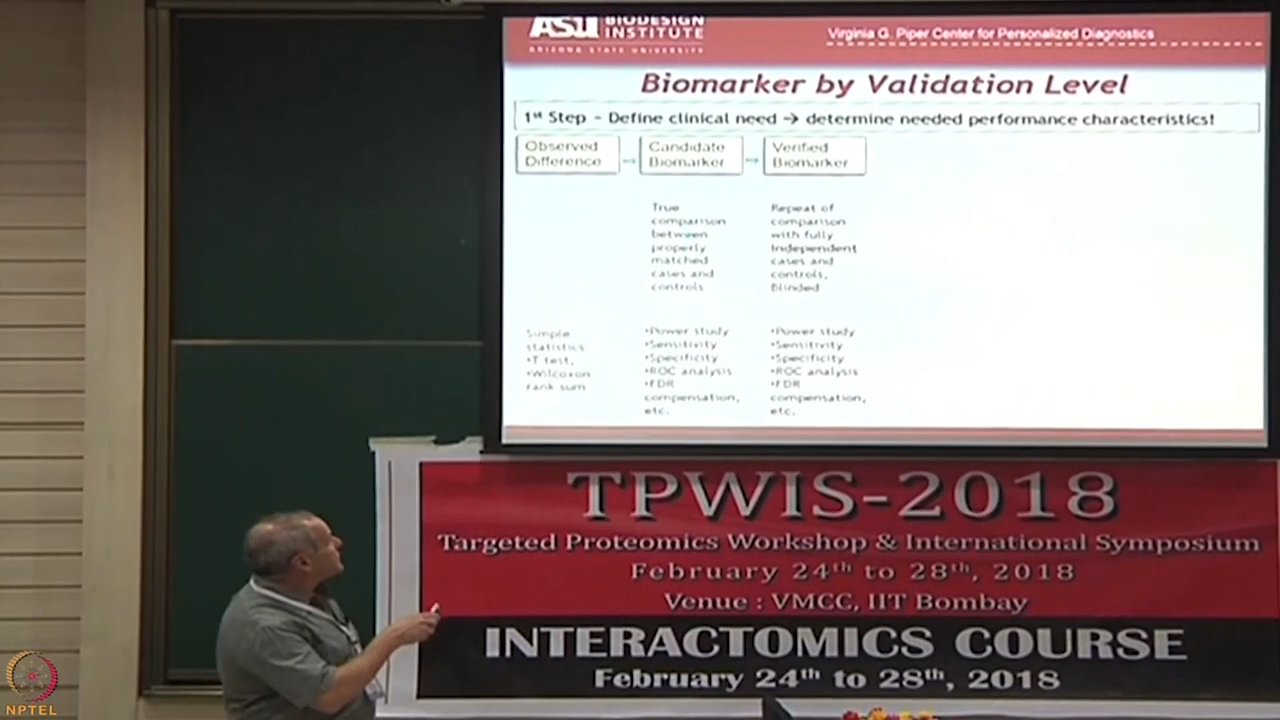 ASU BIODESIGN INSTITUTE
ARIZONA STATE UNIVERSITY
Virginia G. Piper Center for Personalized Diagnostics
Biomarker by Validation Level
1st Step – Define clinical need → determine needed performance characteristics!
Observed
Difference
→
Candidate
Biomarker
→
Verified
Biomarker
True
comparison
between
properly
matched
cases and
controls
Repeat of
comparison
with fully
Independent
cases and
controls,
Blinded
Simple
statistics
•T test,
•Wilcoxon
rank sum
•Power study
•Sensitivity
•Specificity
•ROC analysis
•FDR
compensation,
etc.
•Power study
•Sensitivity
•Specificity
•ROC analysis
•FDR
compensation,
etc.
TPWIS-2018
Targeted Proteomics Workshop & International Symposium
February 24th to 28th, 2018
Venue : VMCC, IIT Bombay
INTERACTOMICS COURSE
February 24th to 28th, 2018
NPTEL